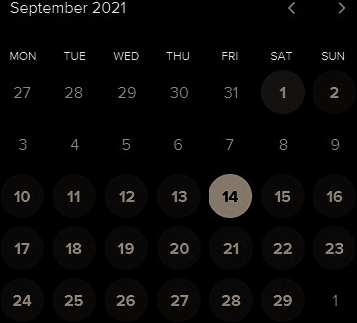 September 2021 < >
MON TUE WED THU FRI SAT SUN
27 28 29 30 31 1 2
3 4 5 6 7 8 9
10 11 12 13 14 15 16
17 18 19 20 21 22 23
24 25 26 27 28 29 1